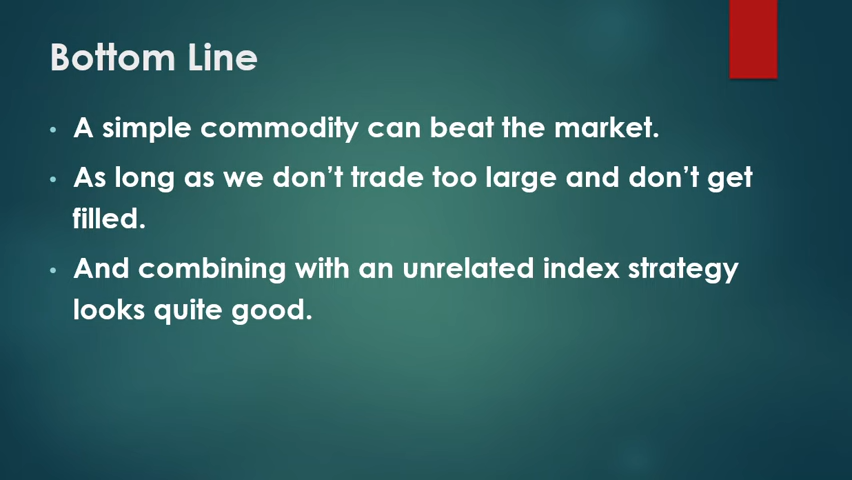 Bottom Line
• A simple commodity can beat the market.
• As long as we don't trade too large and don't get
filled.
• And combining with an unrelated index strategy
looks quite good.